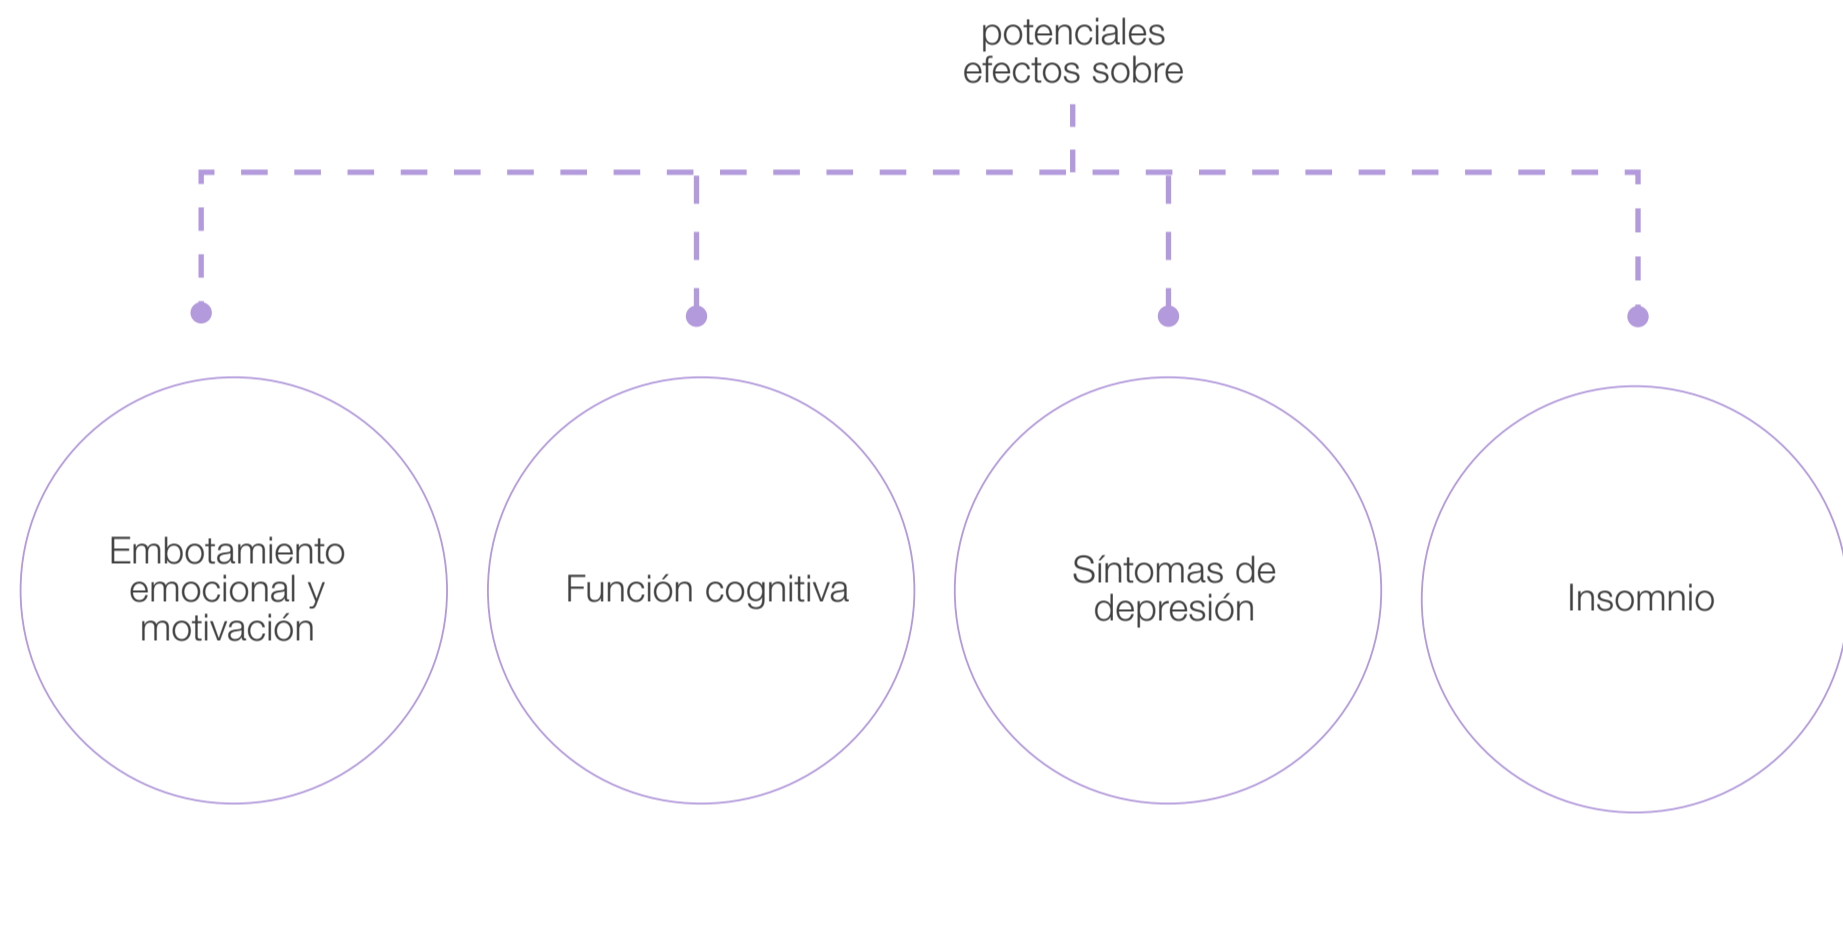 potenciales
efectos sobre
Embotamiento
emocional y
motivación
Función cognitiva
Síntomas de
depresión
Insomnio